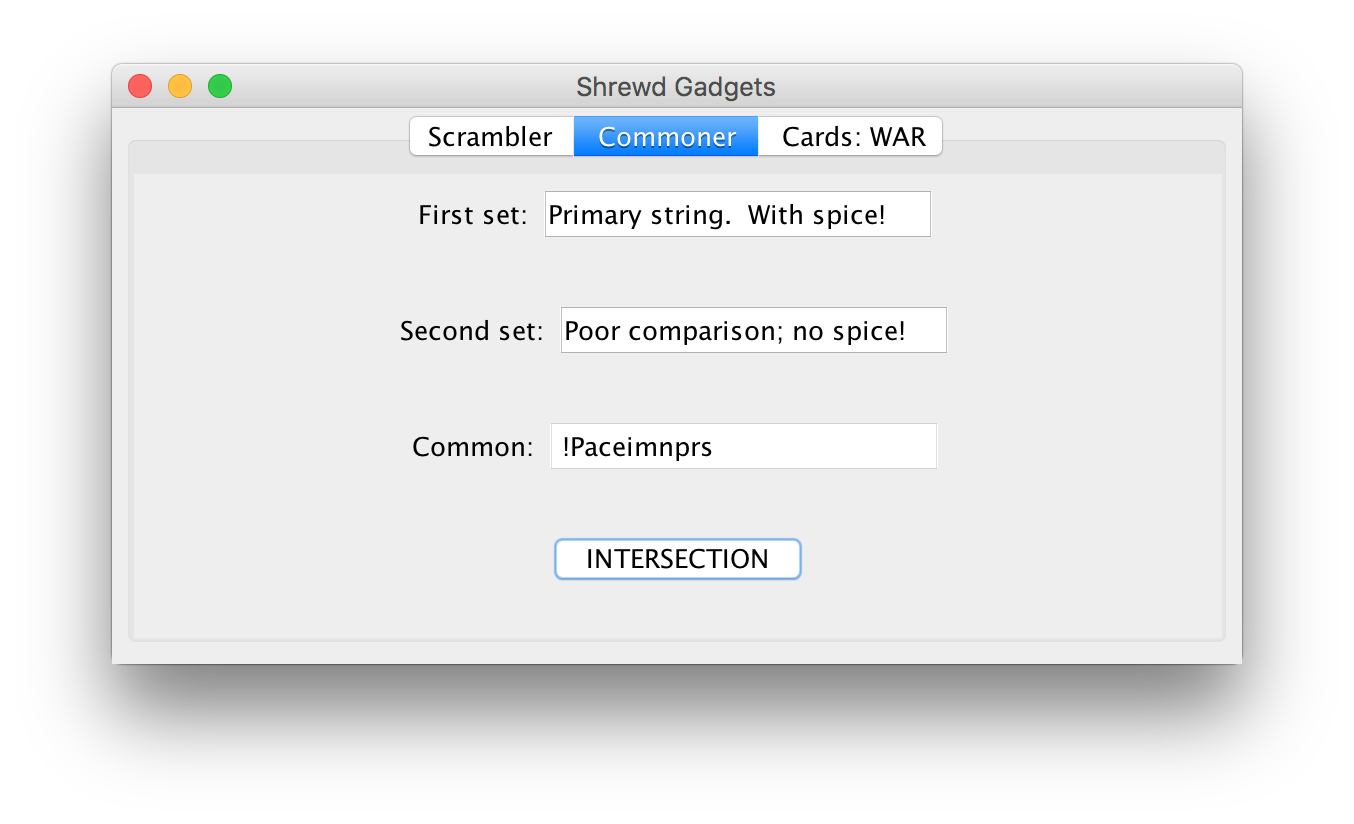 Shrewd Gadgets
Scrambler Commoner Cards: WAR
First set: Primary string.  With spice!
Second set: Poor comparison; no spice!
Common:  !Paceimnprs
INTERSECTION